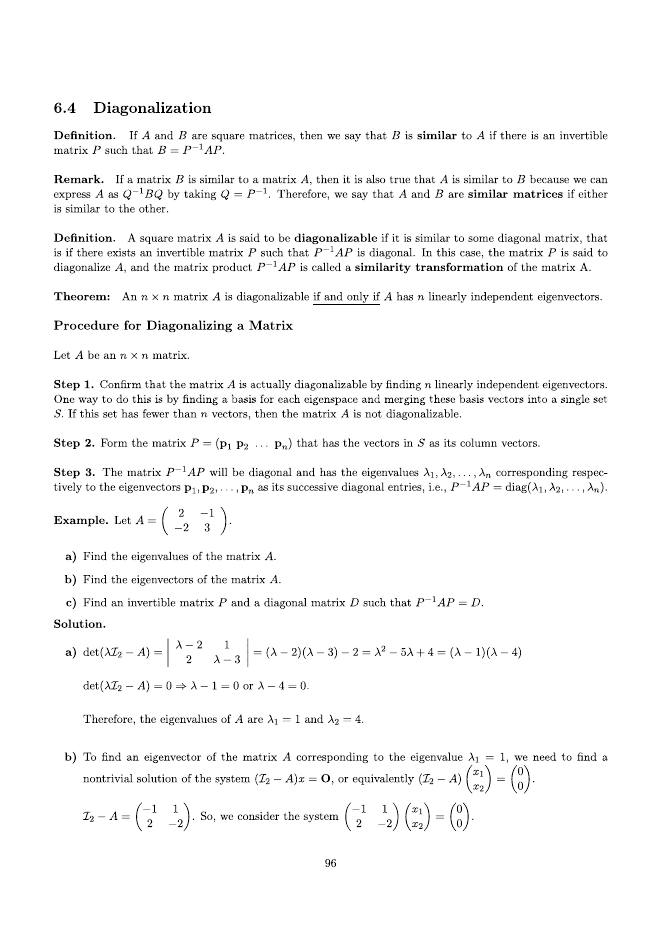 6.4 Diagonalization
Definition. If A and B are square matrices, then we say that B is similar to A if there is an invertible
matrix P such that B = P⁻¹AP.
Remark. If a matrix B is similar to a matrix A, then it is also true that A is similar to B because we can
express A as Q⁻¹BQ by taking Q = P⁻¹. Therefore, we say that A and B are similar matrices if either
is similar to the other.
Definition. A square matrix A is said to be diagonalizable if it is similar to some diagonal matrix, that
is if there exists an invertible matrix P such that P⁻¹AP is diagonal. In this case, the matrix P is said to
diagonalize A, and the matrix product P⁻¹AP is called a similarity transformation of the matrix A.
Theorem: An n × n matrix A is diagonalizable if and only if A has n linearly independent eigenvectors.
Procedure for Diagonalizing a Matrix
Let A be an n × n matrix.
Step 1. Confirm that the matrix A is actually diagonalizable by finding n linearly independent eigenvectors.
One way to do this is by finding a basis for each eigenspace and merging these basis vectors into a single set
S. If this set has fewer than n vectors, then the matrix A is not diagonalizable.
Step 2. Form the matrix P = (p₁ p₂ … pₙ) that has the vectors in S as its column vectors.
Step 3. The matrix P⁻¹AP will be diagonal and has the eigenvalues λ₁, λ₂, …, λₙ corresponding respec-
tively to the eigenvectors p₁, p₂, …, pₙ as its successive diagonal entries, i.e., P⁻¹AP = diag(λ₁, λ₂, …, λₙ).
Example. Let A = ( 2 −1 ; −2 3 ).
a) Find the eigenvalues of the matrix A.
b) Find the eigenvectors of the matrix A.
c) Find an invertible matrix P and a diagonal matrix D such that P⁻¹AP = D.
Solution.
a) det(λI₂ − A) = | λ − 2 1 ; 2 λ − 3 | = (λ − 2)(λ − 3) − 2 = λ² − 5λ + 4 = (λ − 1)(λ − 4)
det(λI₂ − A) = 0 ⇒ λ − 1 = 0 or λ − 4 = 0.
Therefore, the eigenvalues of A are λ₁ = 1 and λ₂ = 4.
b) To find an eigenvector of the matrix A corresponding to the eigenvalue λ₁ = 1, we need to find a
nontrivial solution of the system (I₂ − A)x = O, or equivalently (I₂ − A) (x₁ ; x₂) = (0 ; 0).
I₂ − A = (−1 1 ; 2 −2). So, we consider the system (−1 1 ; 2 −2) (x₁ ; x₂) = (0 ; 0).
96